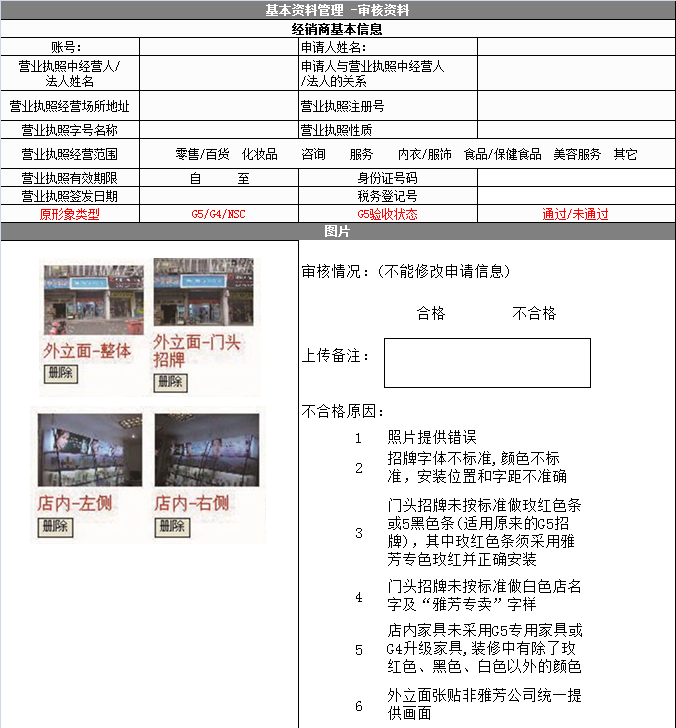 基本资料管理 -审核资料
经销商基本信息
账号:
申请人姓名:
营业执照中经营人/
法人姓名
申请人与营业执照中经营人
/法人的关系
营业执照经营场所地址
营业执照注册号
营业执照字号名称
营业执照性质
营业执照经营范围
零售/百货 化妆品 咨询 服务 内衣/服饰 食品/保健食品 美容服务 其它
营业执照有效期限
自 至
身份证号码
营业执照签发日期
税务登记号
原形象类型
G5/G4/NSC
G5验收状态
通过/未通过
图片
外立面-整体
删除
外立面-门头
招牌
删除
店内-左侧
删除
店内-右侧
删除
审核情况：(不能修改申请信息)
合格 不合格
上传备注：
不合格原因：
1 照片提供错误
2 招牌字体不标准,颜色不标
准，安装位置和字距不准确
3 门头招牌未按标准做玫红色条
或5黑色条(适用原来的G5招
牌)，其中玫红色条须采用雅
芳专色玫红并正确安装
4 门头招牌未按标准做白色店名
字及“雅芳专卖”字样
5 店内家具未采用G5专用家具或
G4升级家具,装修中有除了玫
红色、黑色、白色以外的颜色
6 外立面张贴非雅芳公司统一提
供画面